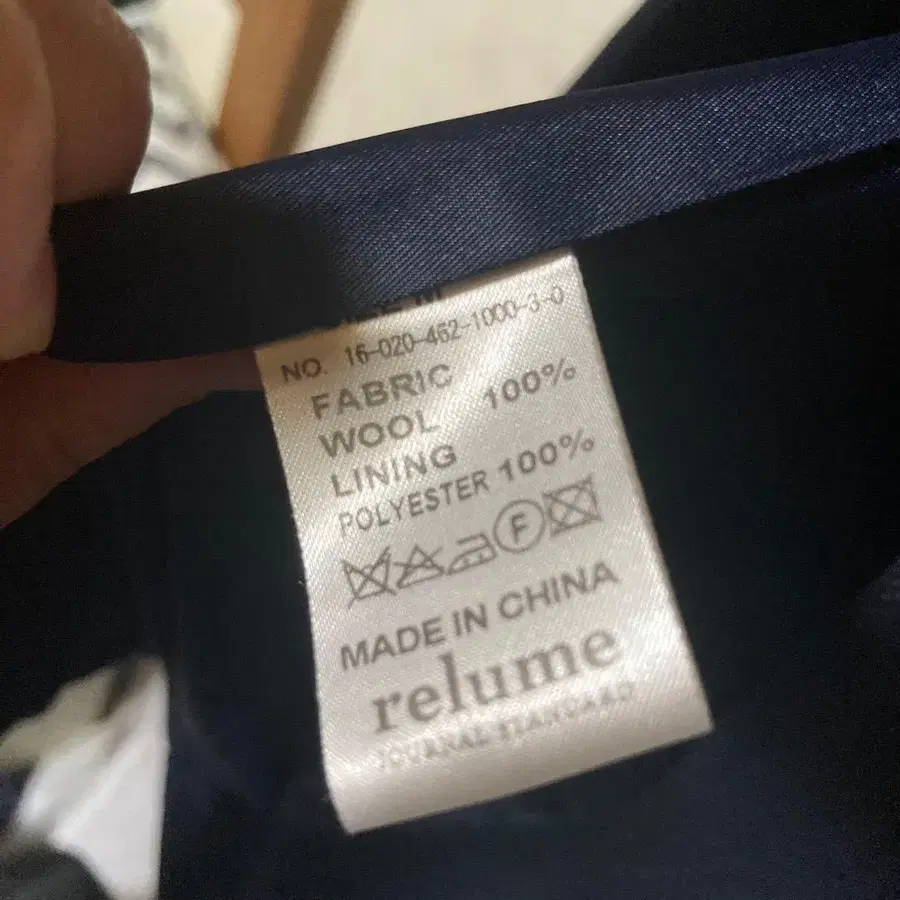 M
NO. 16-020-462-1000-3-0
FABRIC
WOOL 100%
LINING
POLYESTER 100%
F
MADE IN CHINA
relume
JOURNAL STANDARD